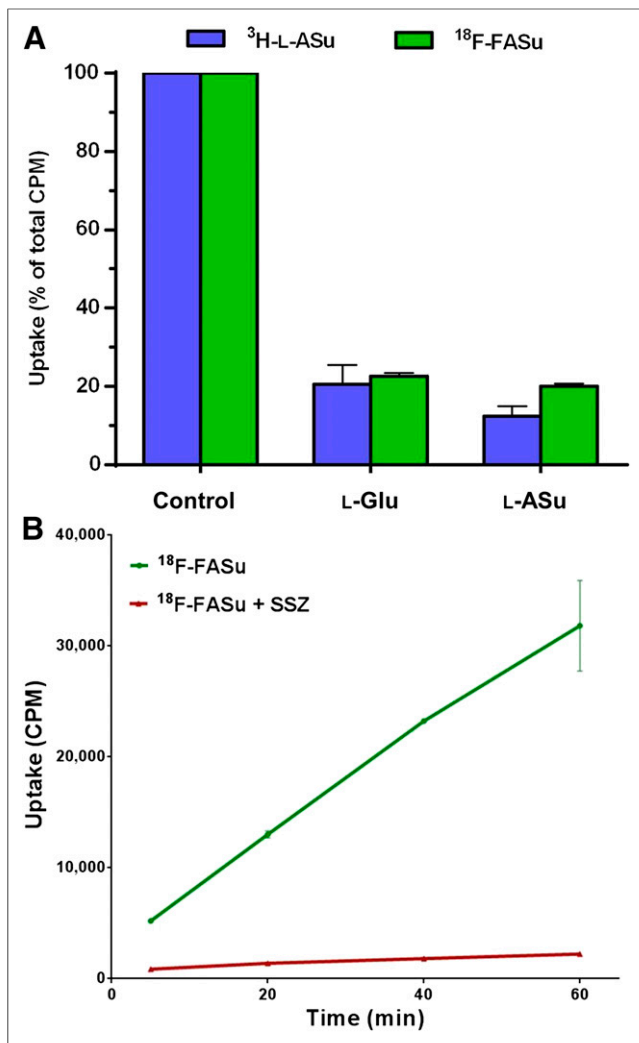 A
³H-L-ASu
¹⁸F-FASu
Uptake (% of total CPM)
100
80
60
40
20
0
Control
L-Glu
L-ASu
B
¹⁸F-FASu
¹⁸F-FASu + SSZ
Uptake (CPM)
40,000
30,000
20,000
10,000
0
0
20
40
60
Time (min)